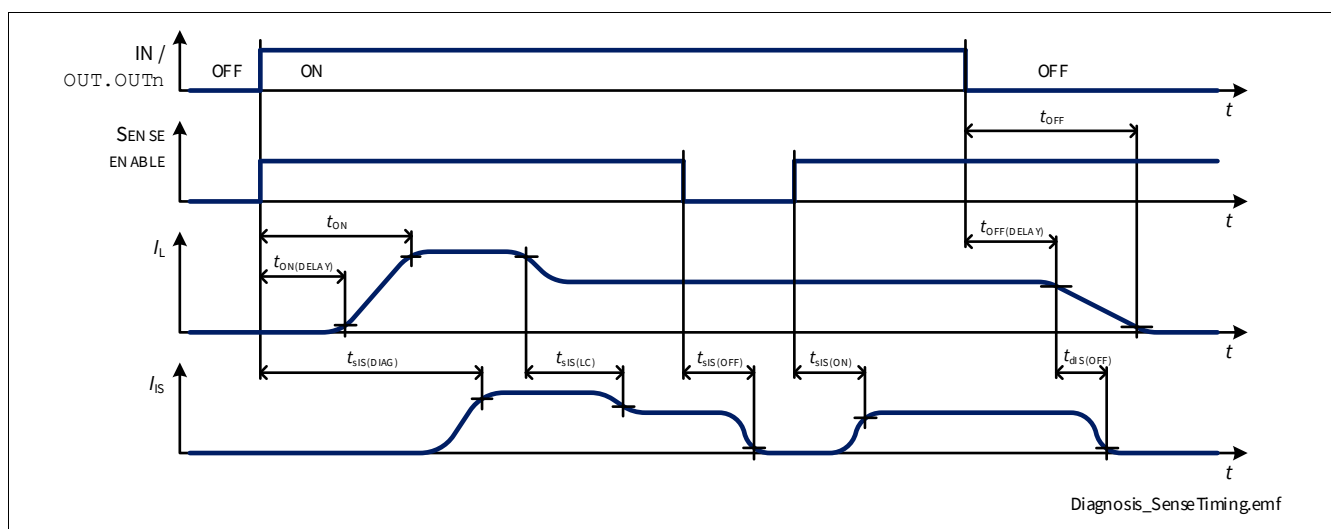 IN /
OUT.OUTn
OFF
ON
OFF
t
SENSE
ENABLE
tOFF
t
IL
tON
tON(DELAY)
tOFF(DELAY)
t
IIS
tsIS(DIAG)
tsIS(LC)
tsIS(OFF)
tsIS(ON)
tdIS(OFF)
t
Diagnosis_SenseTiming.emf